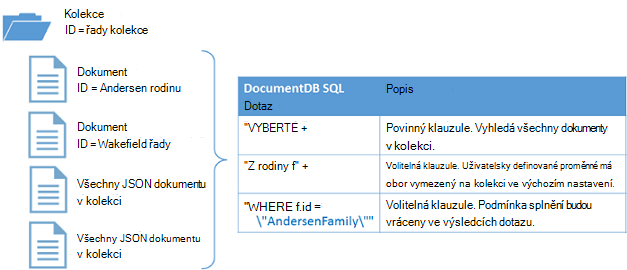 Kolekce
ID = řady kolekce
Dokument
ID = Andersen rodinu
Dokument
ID = Wakefield řady
Všechny JSON dokumentu
v kolekci
Všechny JSON dokumentu
v kolekci
DocumentDB SQL
Dotaz
Popis
"VYBERTE +
Povinný klauzule. Vyhledá všechny dokumenty
v kolekci.
"Z rodiny f" +
Volitelná klauzule. Uživatelsky definované proměnné má
obor vymezený na kolekci ve výchozím nastavení.
"WHERE f.id =
\"AndersenFamily\""
Volitelná klauzule. Podmínka splnění budou
vráceny ve výsledcích dotazu.